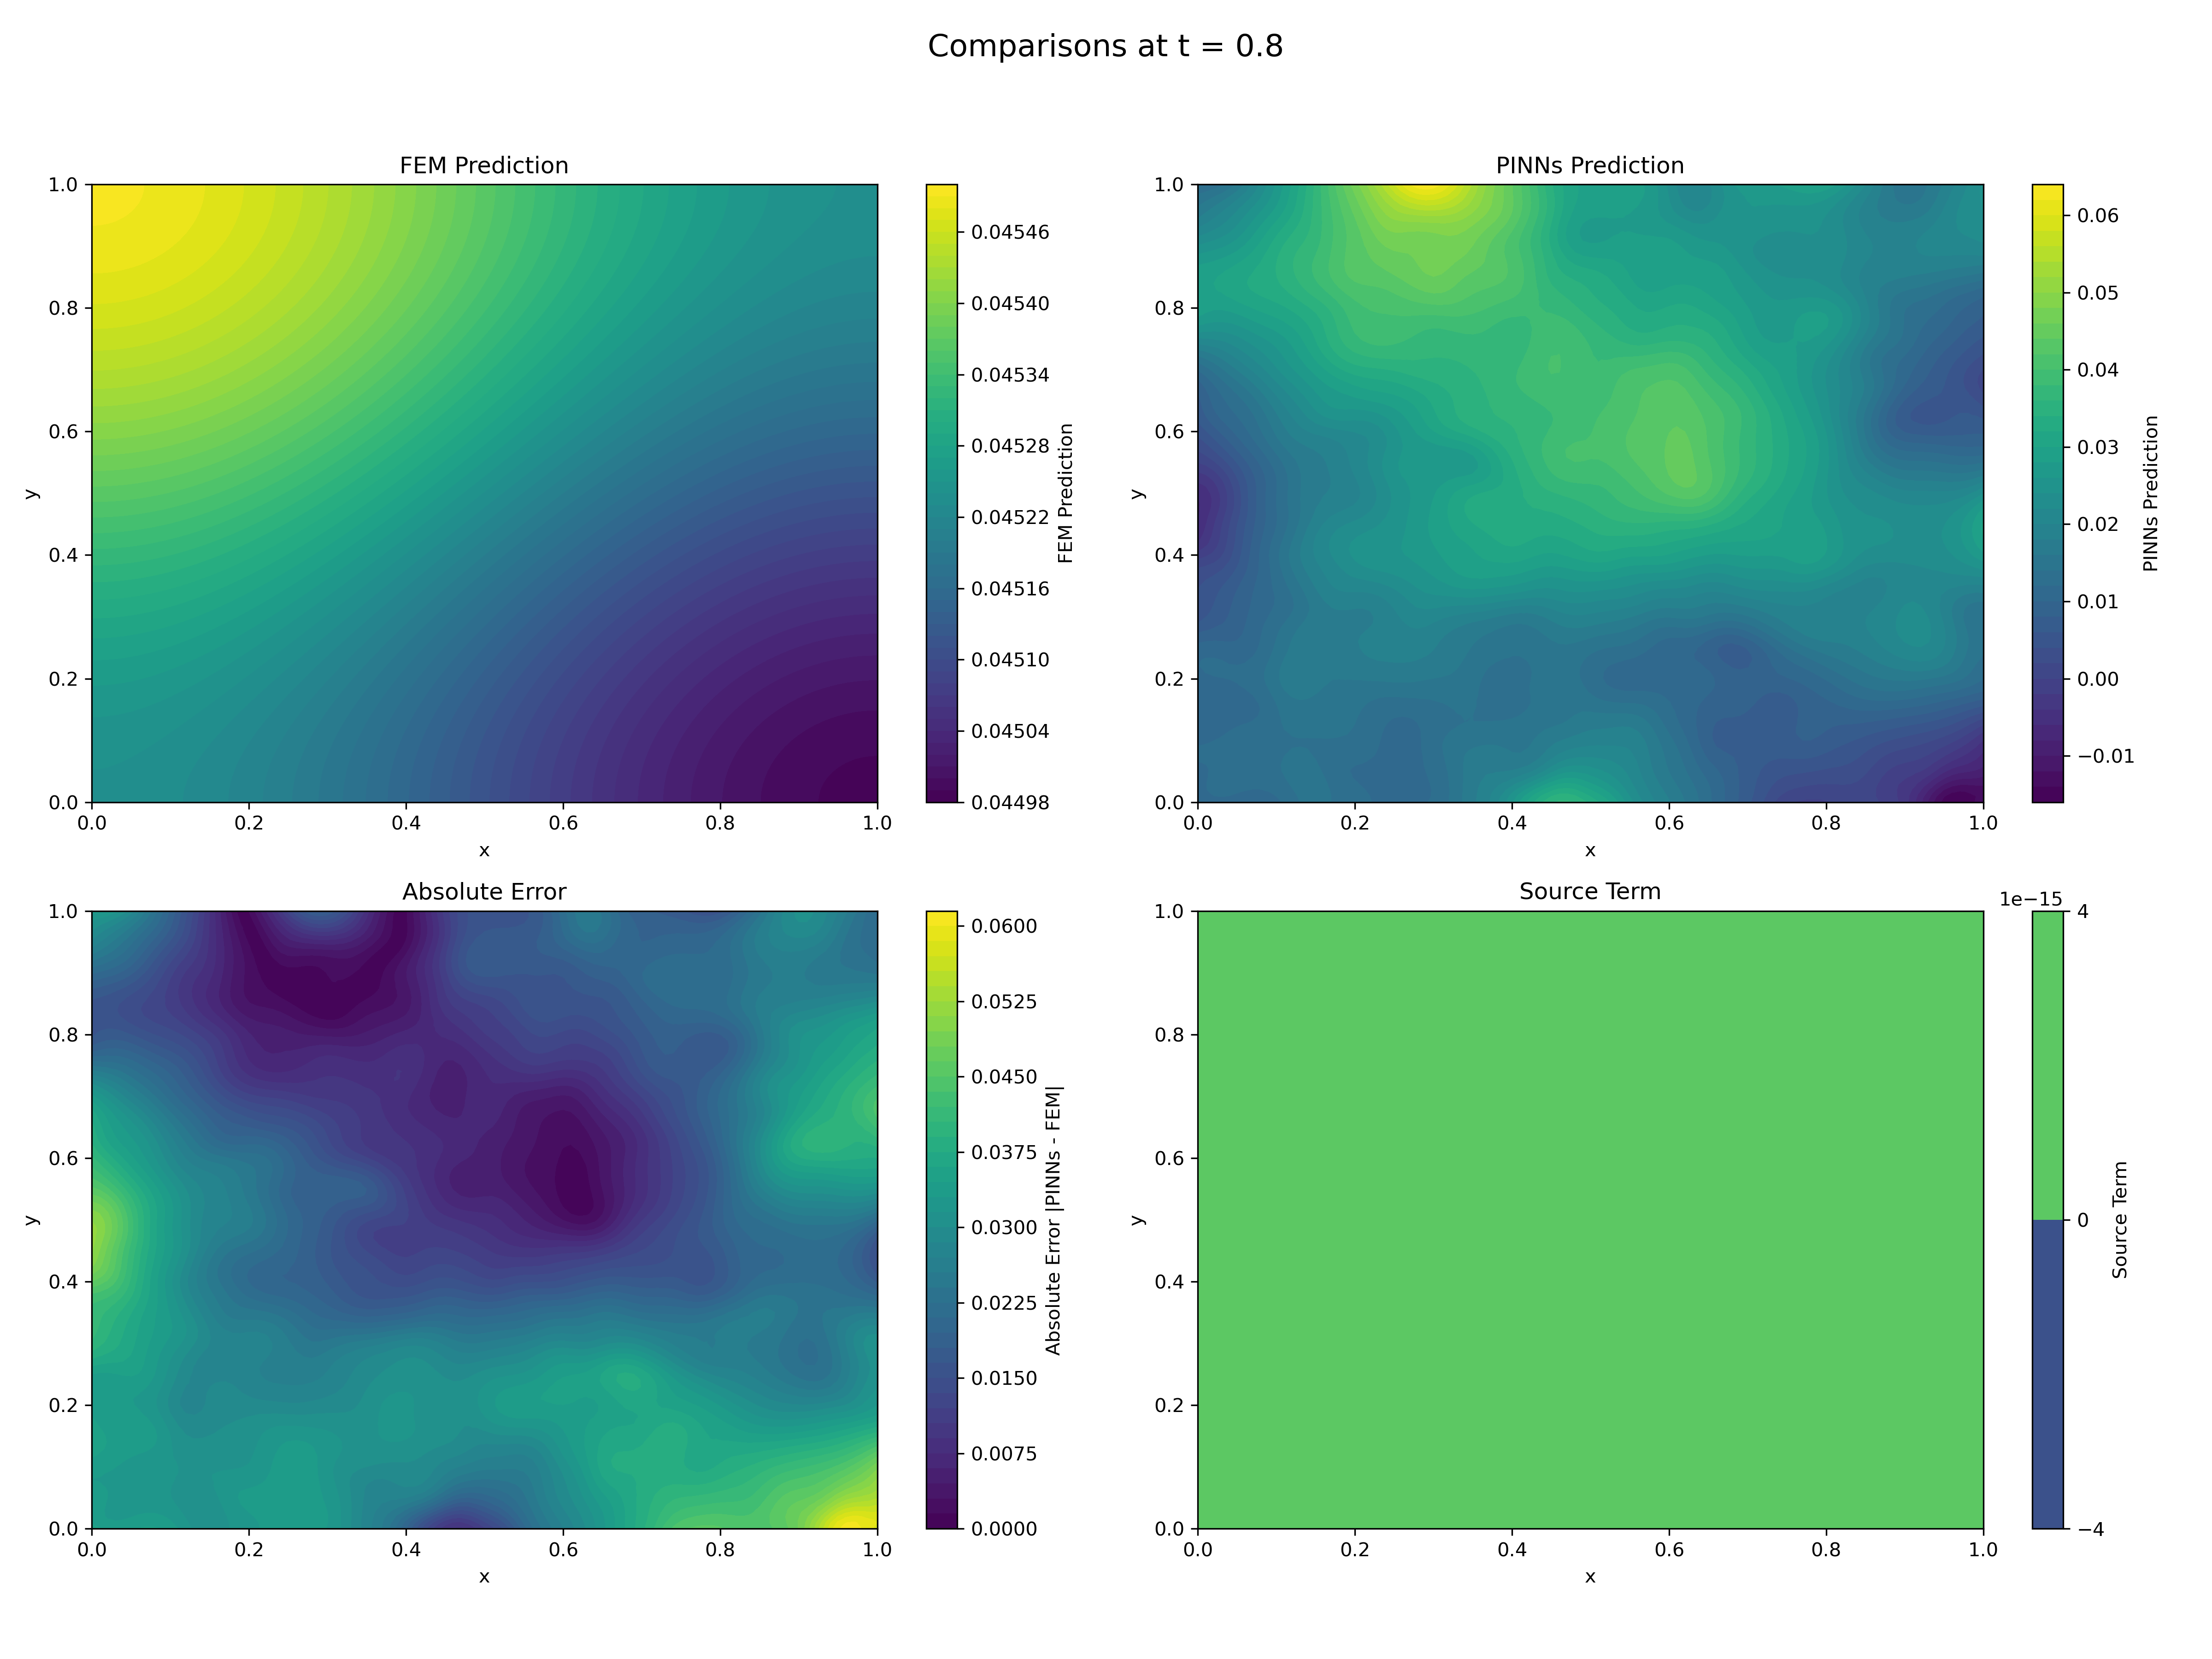 Comparisons at t = 0.8
FEM Prediction
1.0
0.8
0.6
0.4
0.2
0.0
y
0.0 0.2 0.4 0.6 0.8 1.0
x
0.04546
0.04540
0.04534
0.04528
0.04522
0.04516
0.04510
0.04504
0.04498
FEM Prediction
PINNs Prediction
1.0
0.8
0.6
0.4
0.2
0.0
y
0.0 0.2 0.4 0.6 0.8 1.0
x
0.06
0.05
0.04
0.03
0.02
0.01
0.00
−0.01
PINNs Prediction
Absolute Error
1.0
0.8
0.6
0.4
0.2
0.0
y
0.0 0.2 0.4 0.6 0.8 1.0
x
0.0600
0.0525
0.0450
0.0375
0.0300
0.0225
0.0150
0.0075
0.0000
Absolute Error |PINNs - FEM|
Source Term
1.0
0.8
0.6
0.4
0.2
0.0
y
0.0 0.2 0.4 0.6 0.8 1.0
x
1e−15
4
0
−4
Source Term